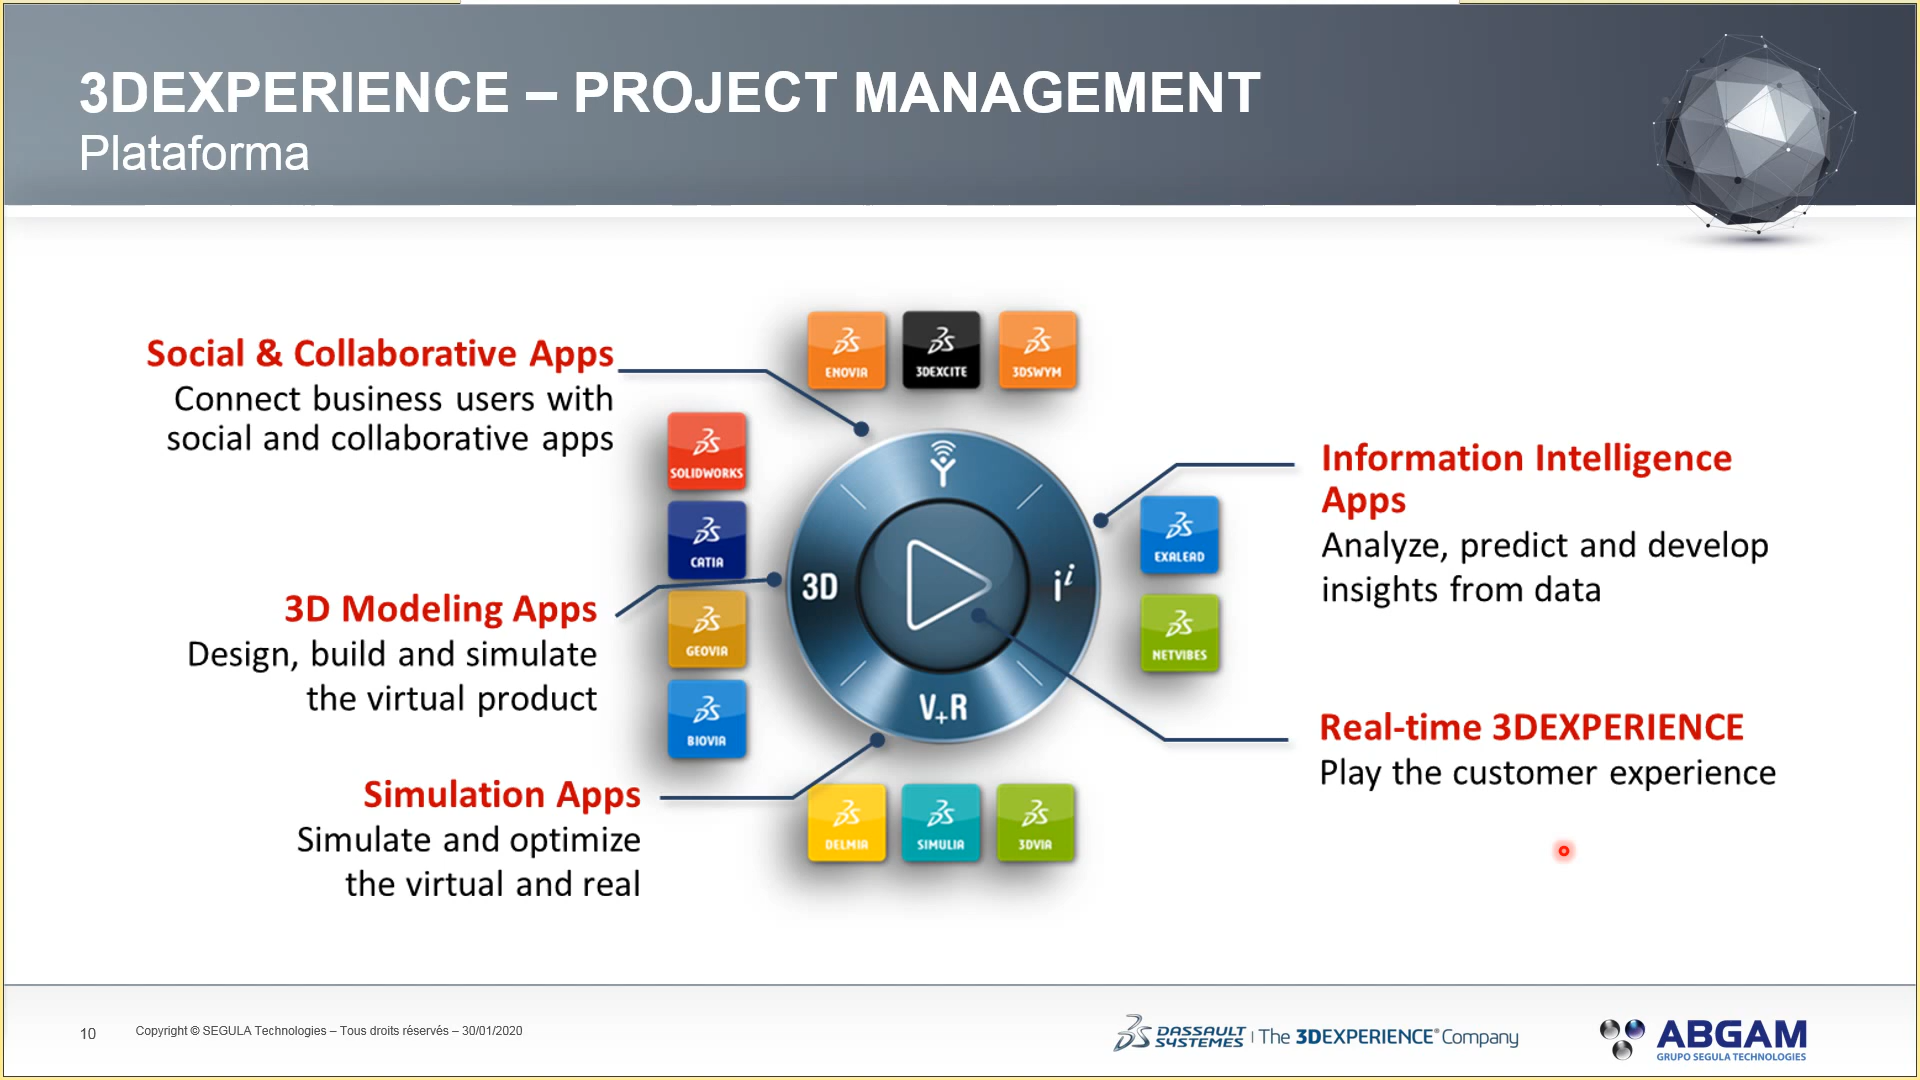 3DEXPERIENCE – PROJECT MANAGEMENT
Plataforma
Social & Collaborative Apps
Connect business users with
social and collaborative apps
3D Modeling Apps
Design, build and simulate
the virtual product
Simulation Apps
Simulate and optimize
the virtual and real
ENOVIA
3DEXCITE
3DSWYM
SOLIDWORKS
CATIA
GEOVIA
BIOVIA
3D
i i
V+R
EXALEAD
NETVIBES
DELMIA
SIMULIA
3DVIA
Information Intelligence
Apps
Analyze, predict and develop
insights from data
Real-time 3DEXPERIENCE
Play the customer experience
10
Copyright © SEGULA Technologies – Tous droits réservés – 30/01/2020
DASSAULT SYSTEMES | The 3DEXPERIENCE® Company
ABGAM
GRUPO SEGULA TECHNOLOGIES